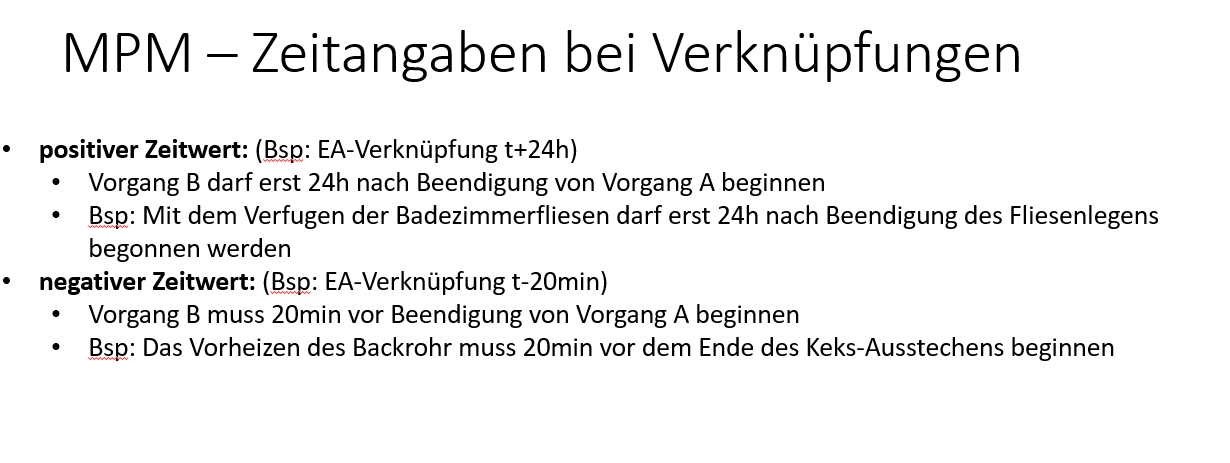 MPM – Zeitangaben bei Verknüpfungen
• positiver Zeitwert: (Bsp: EA-Verknüpfung t+24h)
• Vorgang B darf erst 24h nach Beendigung von Vorgang A beginnen
• Bsp: Mit dem Verfugen der Badezimmerfliesen darf erst 24h nach Beendigung des Fliesenlegens
begonnen werden
• negativer Zeitwert: (Bsp: EA-Verknüpfung t-20min)
• Vorgang B muss 20min vor Beendigung von Vorgang A beginnen
• Bsp: Das Vorheizen des Backrohr muss 20min vor dem Ende des Keks-Ausstechens beginnen